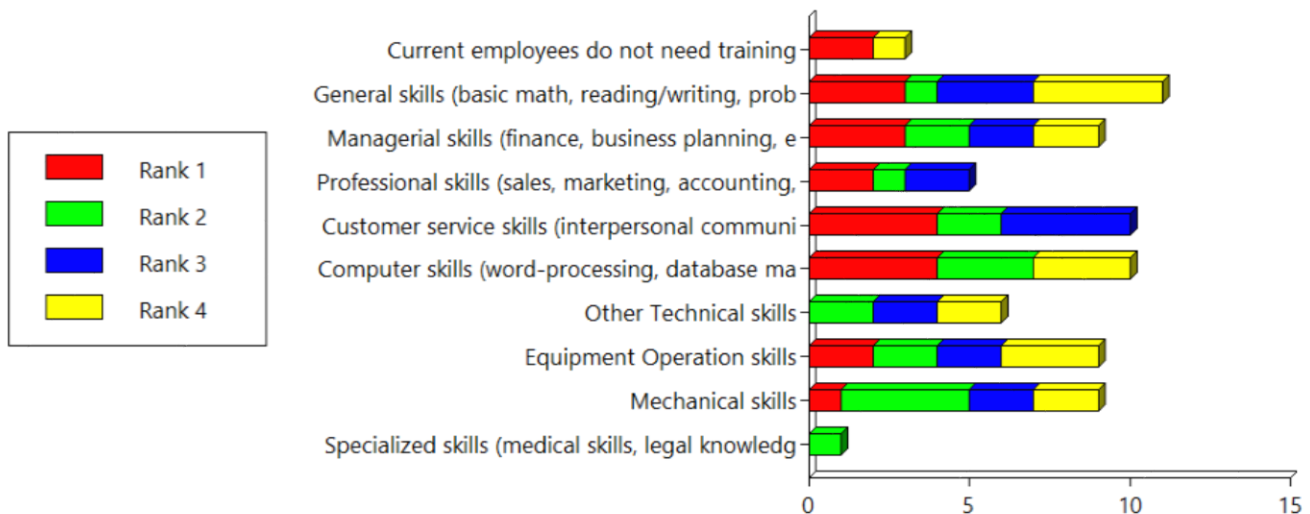 Current employees do not need training
General skills (basic math, reading/writing, prob
Managerial skills (finance, business planning, e
Professional skills (sales, marketing, accounting,
Customer service skills (interpersonal communi
Computer skills (word-processing, database ma
Other Technical skills
Equipment Operation skills
Mechanical skills
Specialized skills (medical skills, legal knowledg
Rank 1
Rank 2
Rank 3
Rank 4
0 5 10 15